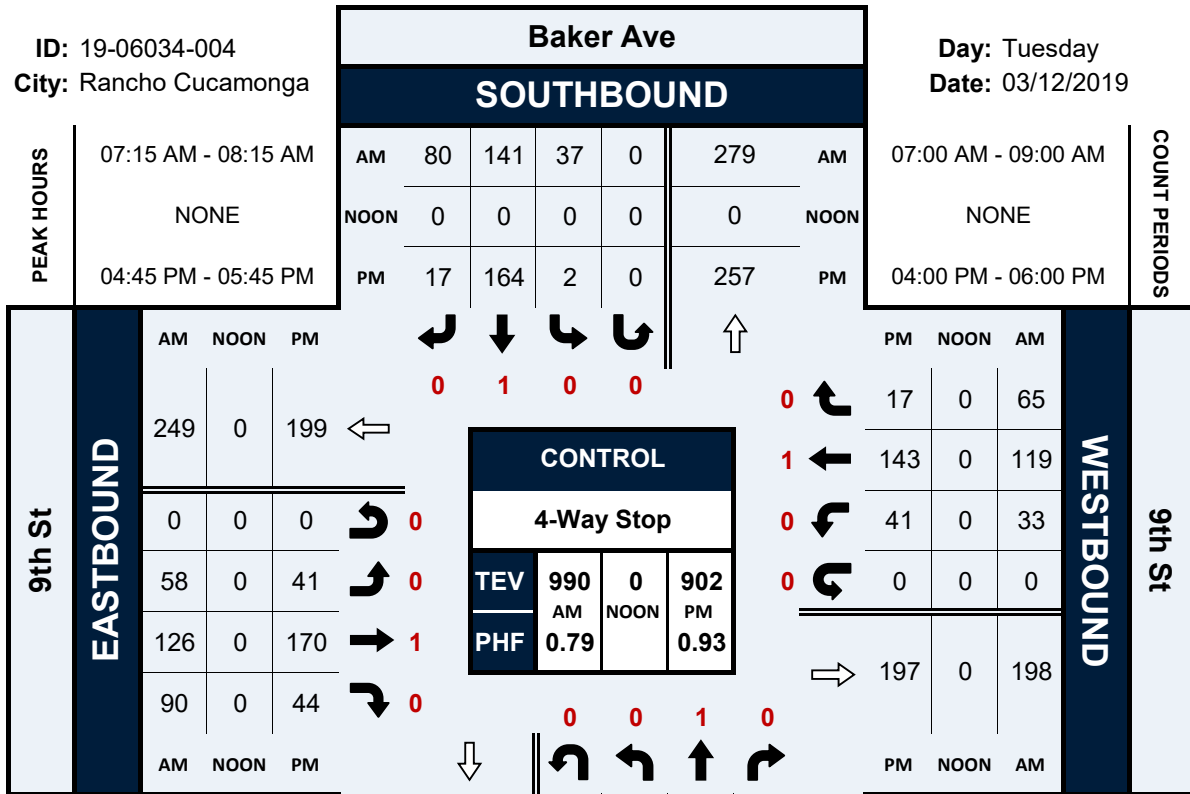 ID: 19-06034-004
City: Rancho Cucamonga
Baker Ave
SOUTHBOUND
Day: Tuesday
Date: 03/12/2019
PEAK HOURS
07:15 AM - 08:15 AM
NONE
04:45 PM - 05:45 PM
AM 80 141 37 0 279 AM
NOON 0 0 0 0 0 NOON
PM 17 164 2 0 257 PM
07:00 AM - 09:00 AM
NONE
04:00 PM - 06:00 PM
COUNT PERIODS
0 1 0 0
9th St
EASTBOUND
AM NOON PM
249 0 199
0 0 0 0
58 0 41 0
126 0 170 1
90 0 44 0
AM NOON PM
CONTROL
4-Way Stop
TEV 990 0 902
AM NOON PM
PHF 0.79 0.93
PM NOON AM
0 17 0 65
1 143 0 119
0 41 0 33
0 0 0 0
197 0 198
PM NOON AM
WESTBOUND
9th St
0 0 1 0